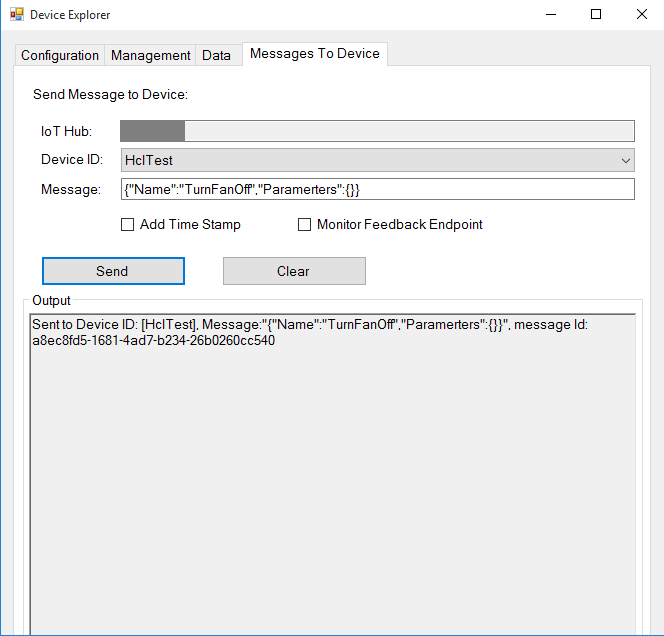 Device Explorer
Configuration Management Data Messages To Device
Send Message to Device:
IoT Hub:
Device ID: HclTest
Message: {"Name":"TurnFanOff","Paramerters":{}}
Add Time Stamp Monitor Feedback Endpoint
Send Clear
Output
Sent to Device ID: [HclTest], Message:"{"Name":"TurnFanOff","Paramerters":{}}", message Id:
a8ec8fd5-1681-4ad7-b234-26b0260cc540